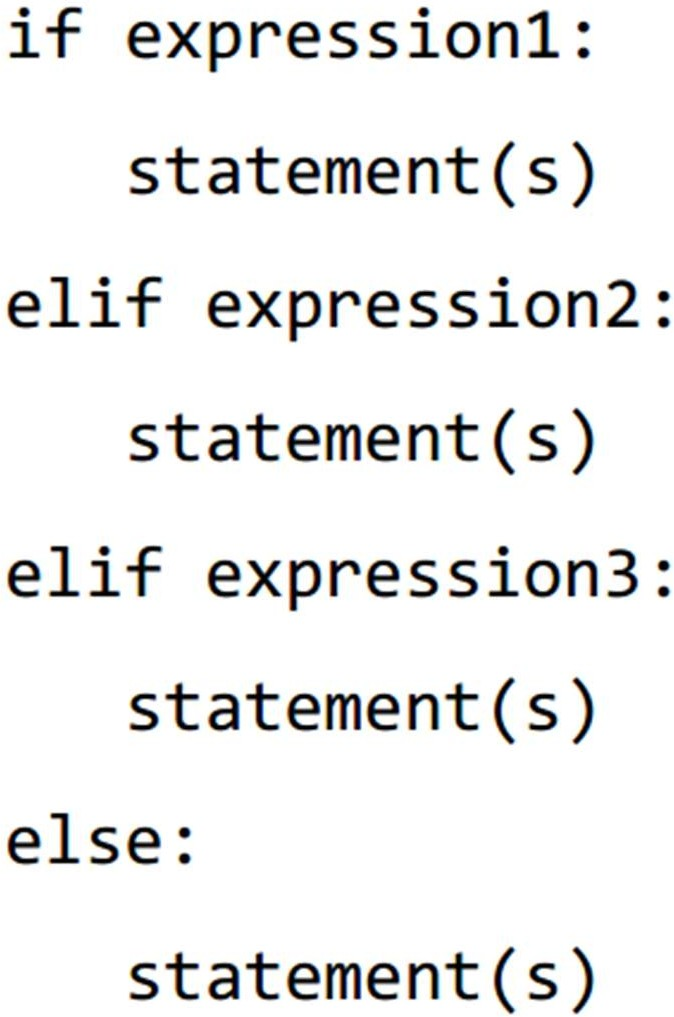 if expression1:
   statement(s)
elif expression2:
   statement(s)
elif expression3:
   statement(s)
else:
   statement(s)